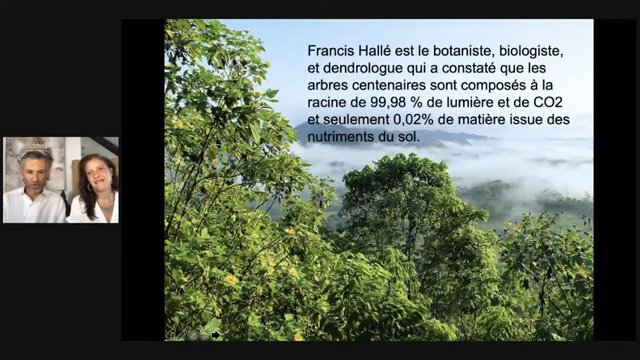 Francis Hallé est le botaniste, biologiste,
et dendrologue qui a constaté que les
arbres centenaires sont composés à la
racine de 99,98 % de lumière et de CO2
et seulement 0,02% de matière issue des
nutriments du sol.